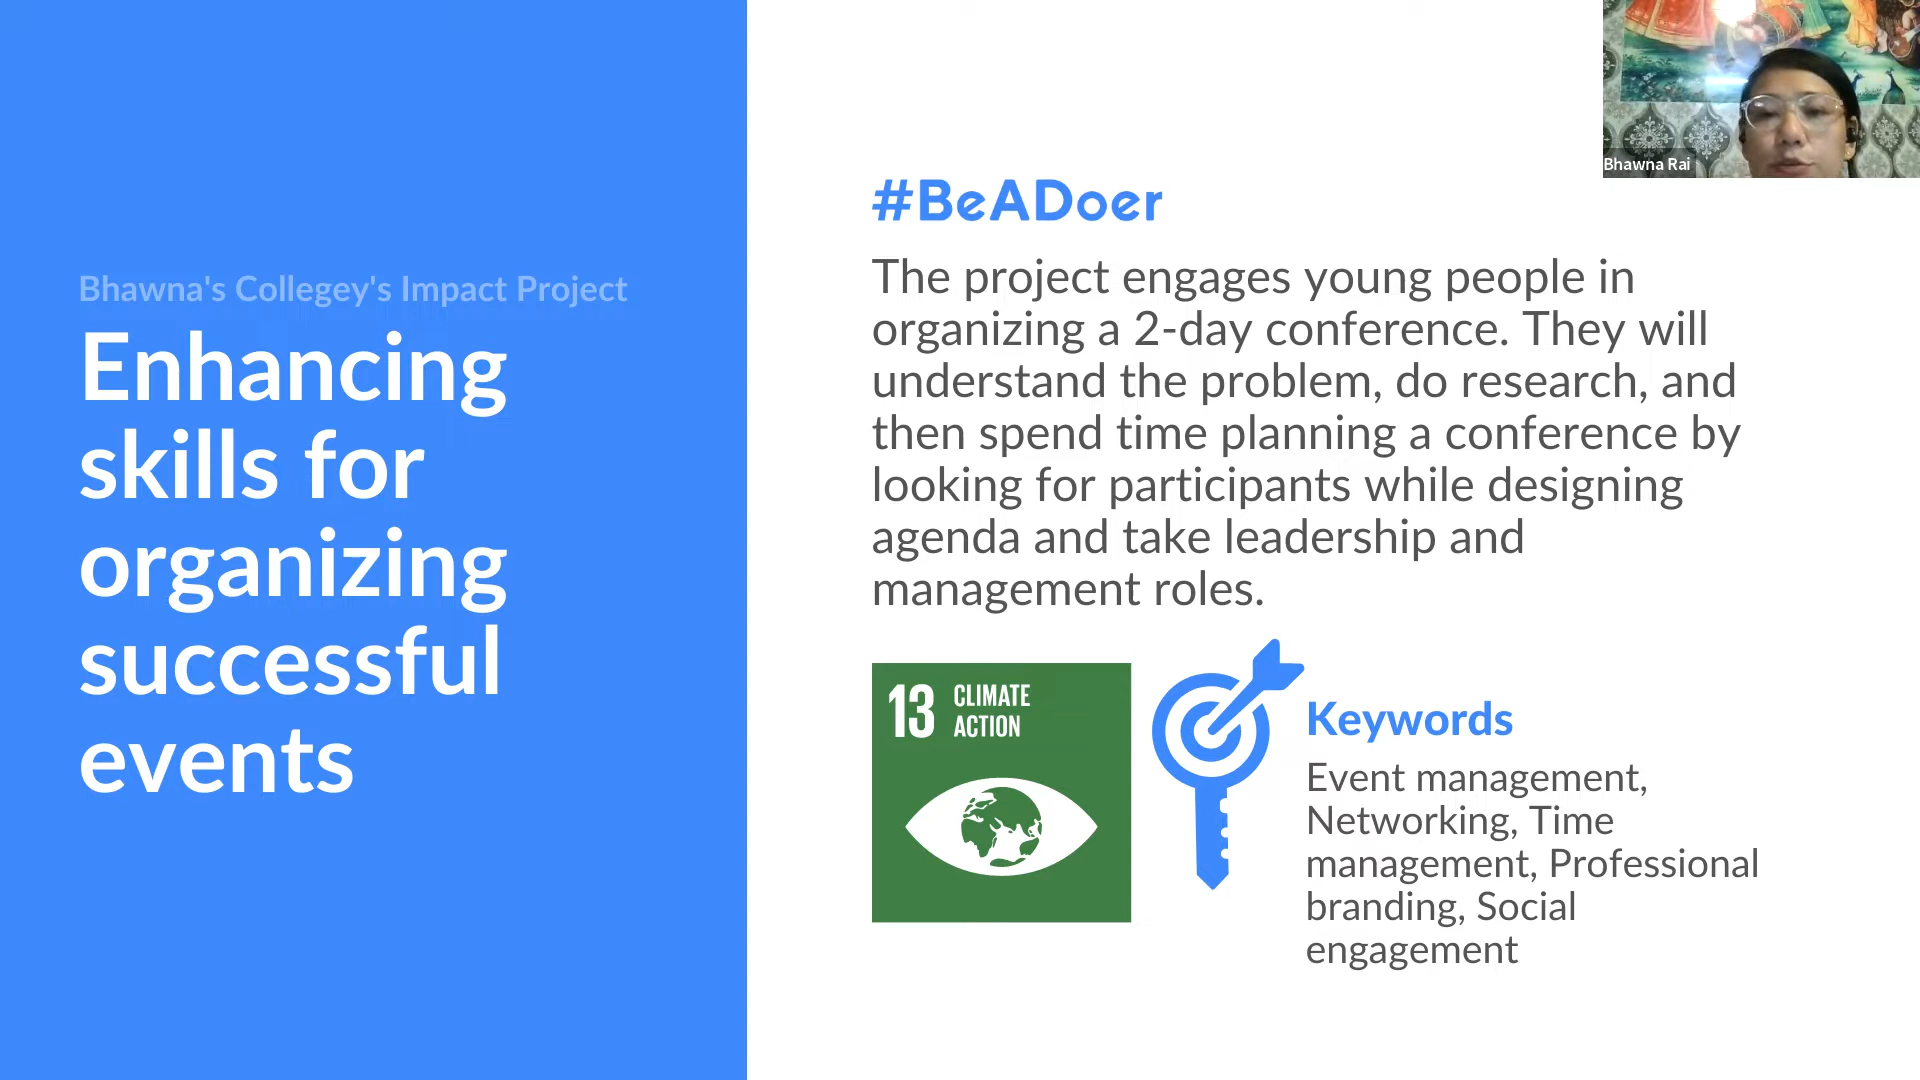 Bhawna's Collegey's Impact Project
Enhancing
skills for
organizing
successful
events
#BeADoer
The project engages young people in
organizing a 2-day conference. They will
understand the problem, do research, and
then spend time planning a conference by
looking for participants while designing
agenda and take leadership and
management roles.
13 CLIMATE
ACTION
Keywords
Event management,
Networking, Time
management, Professional
branding, Social
engagement
Bhawna Rai